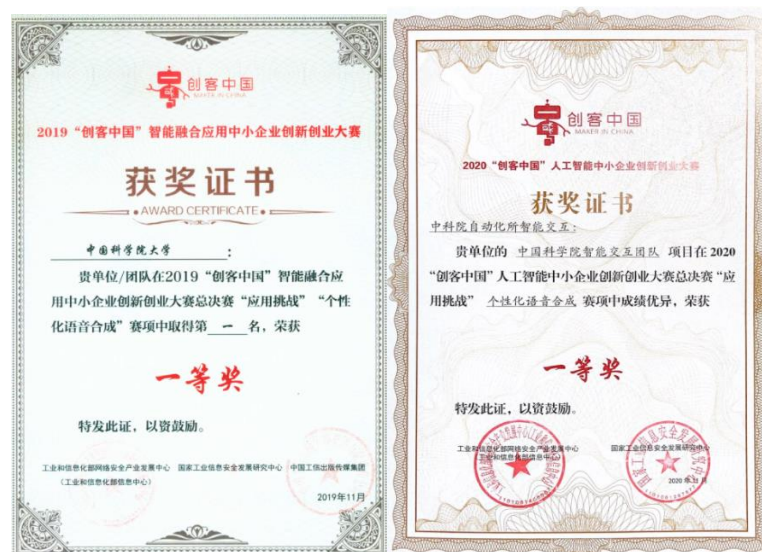 创客中国
MAKER IN CHINA
2019“创客中国”智能融合应用中小企业创新创业大赛
获奖证书
AWARD CERTIFICATE
中国科学院大学：
贵单位/团队在2019“创客中国”智能融合应
用中小企业创新创业大赛总决赛“应用挑战”“个性
化语音合成”赛项中取得第一名，荣获
一等奖
特发此证，以资鼓励。
工业和信息化部网络安全产业发展中心 国家工业信息安全发展研究中心 中国工信出版传媒集团
（工业和信息化部信息中心）
2019年11月
创客中国
MAKER IN CHINA
2020“创客中国”人工智能中小企业创新创业大赛
获奖证书
中科院自动化所智能交互：
贵单位的 中国科学院智能交互团队 项目在2020
“创客中国”人工智能中小企业创新创业大赛总决赛“应
用挑战” 个性化语音合成 赛项中成绩优异，荣获
一等奖
特发此证，以资鼓励。
工业和信息化部网络安全产业发展中心 国家工业信息安全发展研究中心
（工业和信息化部信息中心）
2020年11月